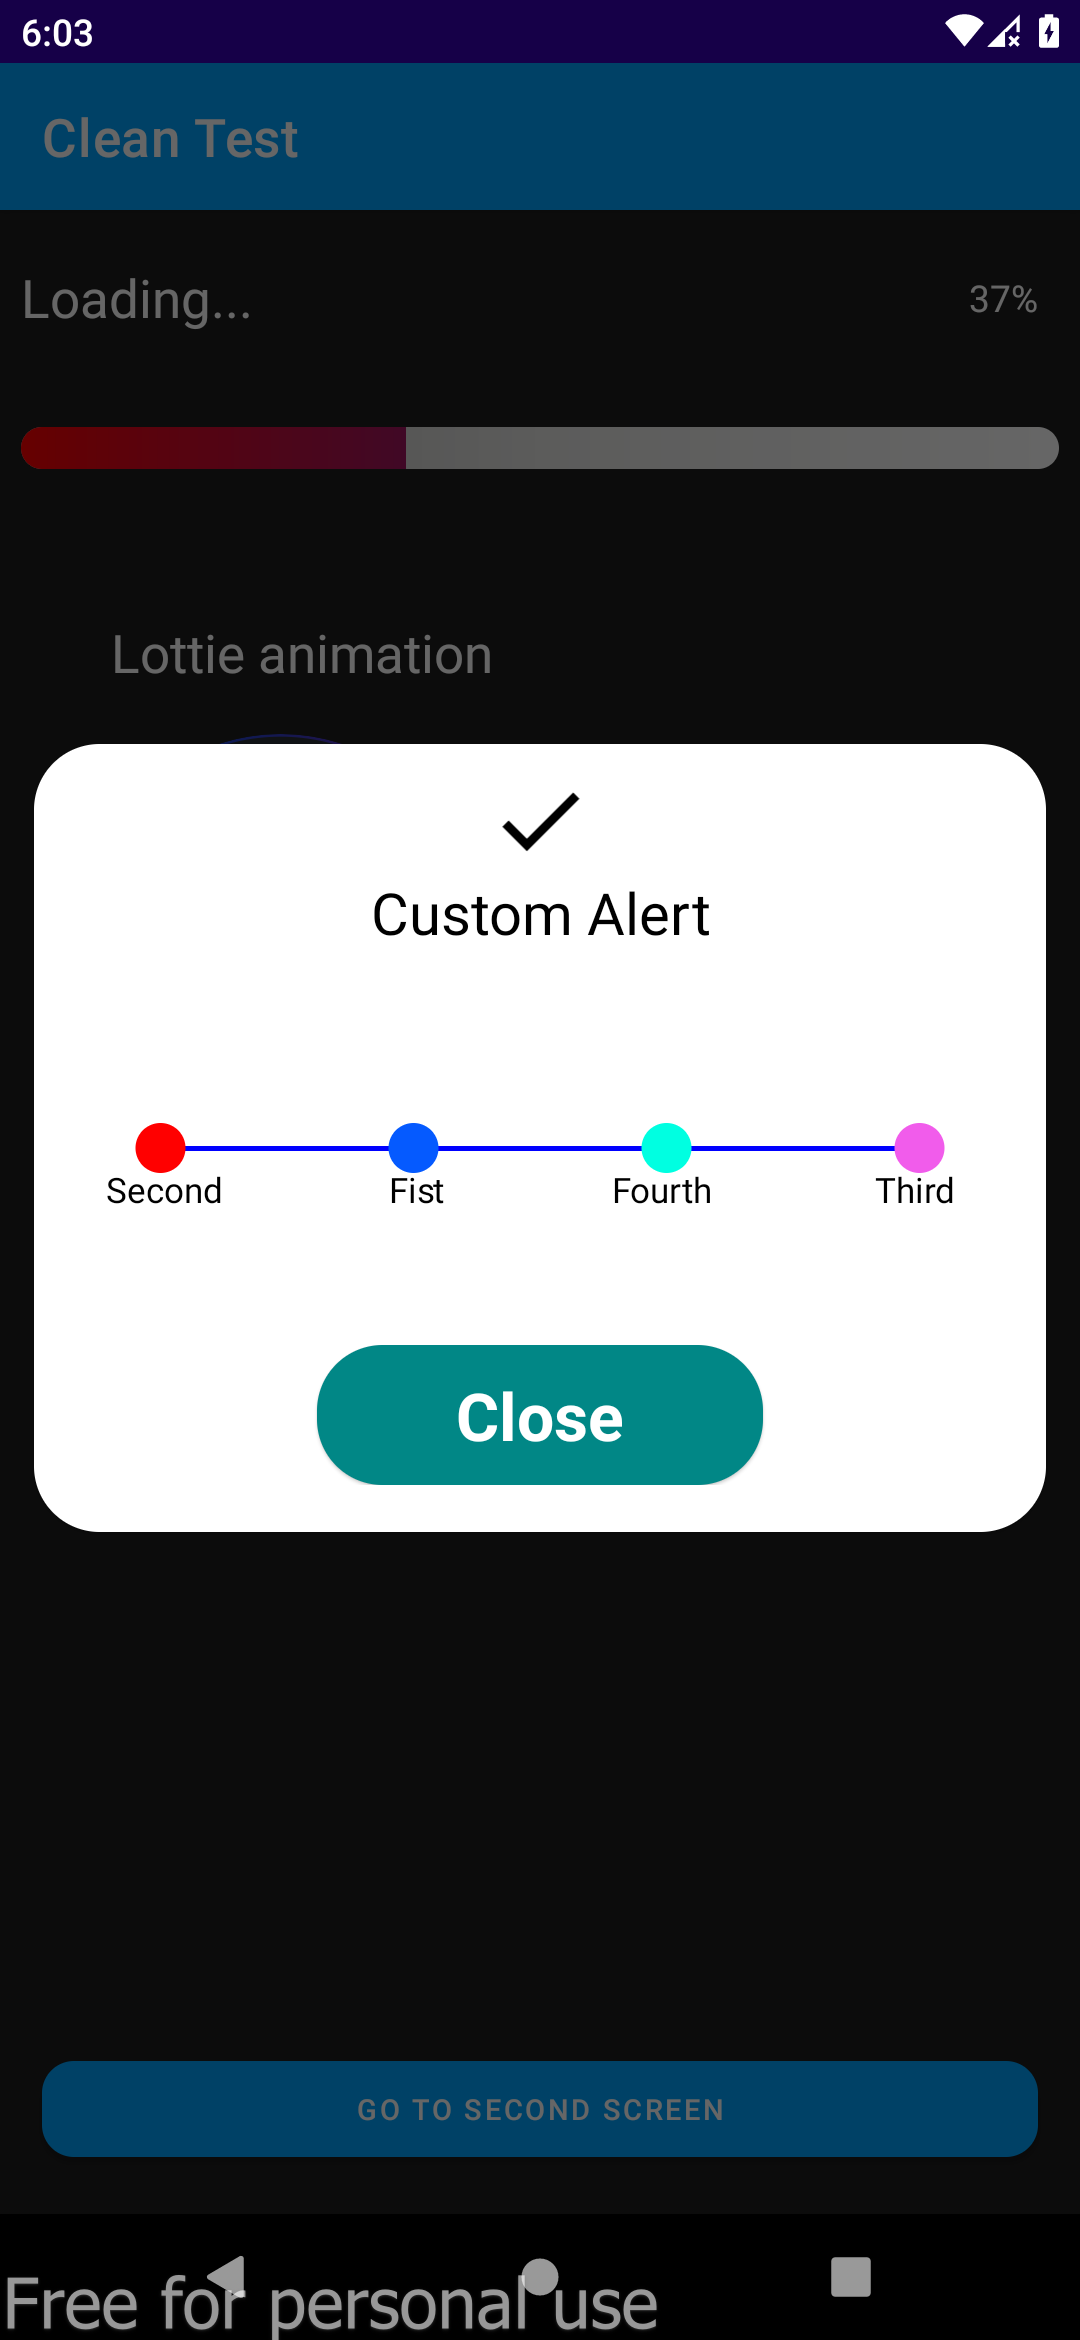 6:03
Clean Test
Loading...
37%
Lottie animation
Custom Alert
Second
Fist
Fourth
Third
Close
GO TO SECOND SCREEN
Free for personal use